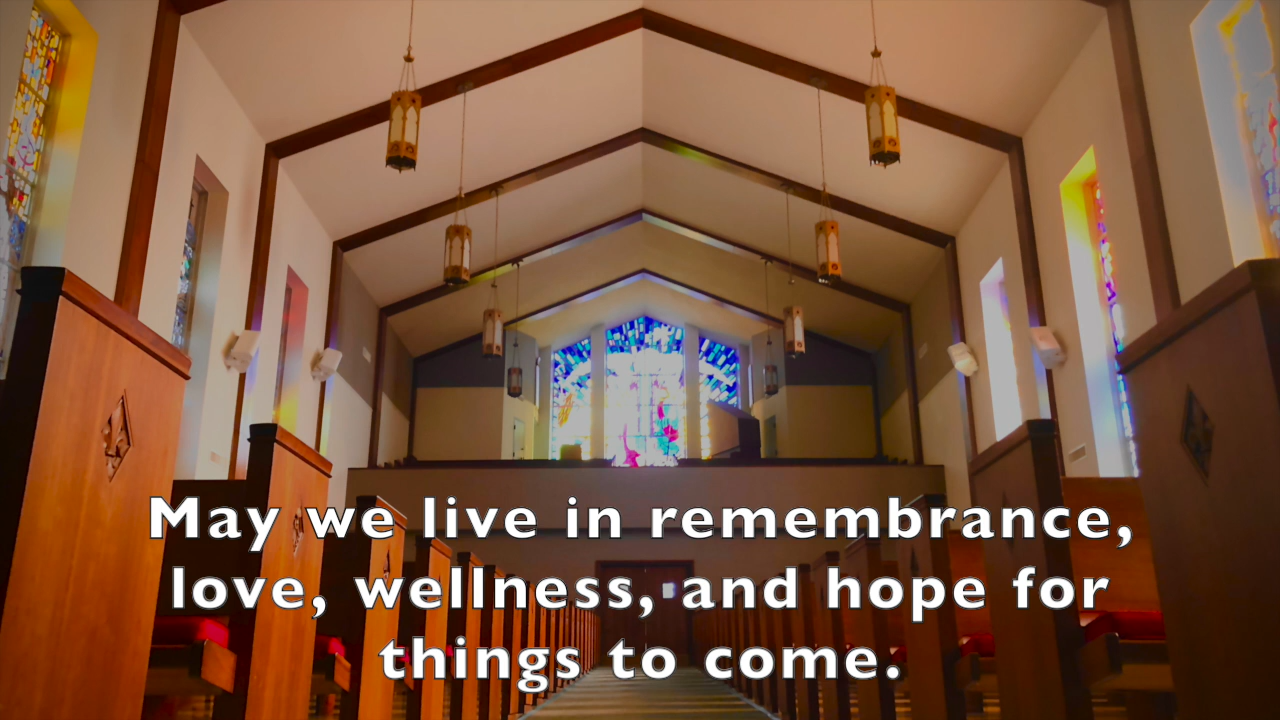 May we live in remembrance,
love, wellness, and hope for
things to come.